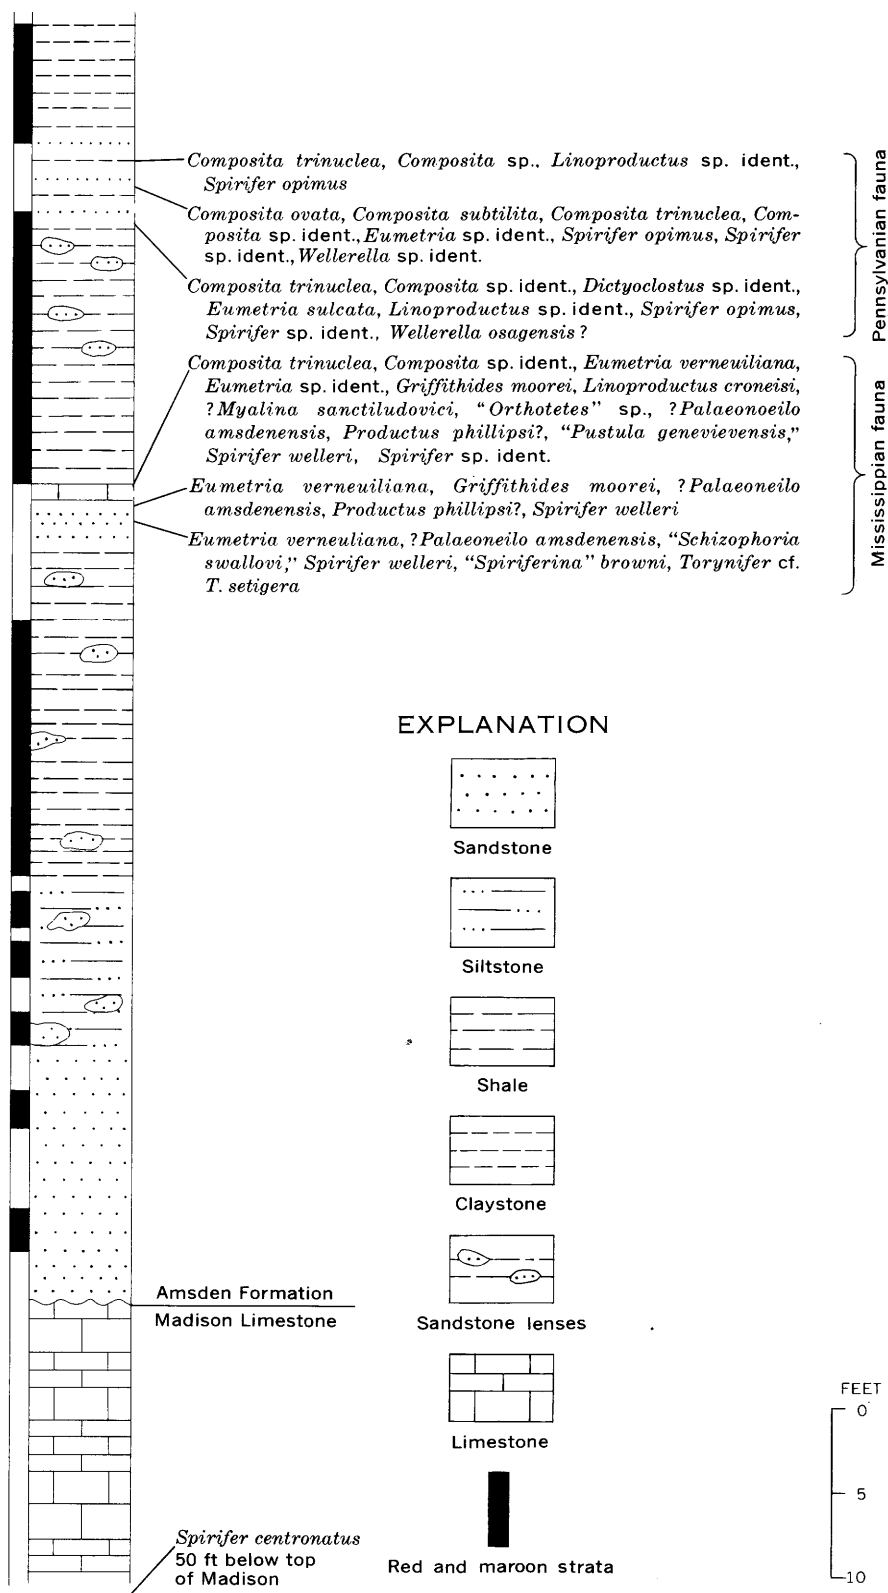 Composita trinuclea, Composita sp., Linoproductus sp. ident.,
Spirifer opimus
Composita ovata, Composita subtilita, Composita trinuclea, Com-
posita sp. ident., Eumetria sp. ident., Spirifer opimus, Spirifer
sp. ident., Wellerella sp. ident.
Composita trinuclea, Composita sp. ident., Dictyoclostus sp. ident.,
Eumetria sulcata, Linoproductus sp. ident., Spirifer opimus,
Spirifer sp. ident., Wellerella osagensis ?
Pennsylvanian fauna
Composita trinuclea, Composita sp. ident., Eumetria verneuiliana,
Eumetria sp. ident., Griffithides moorei, Linoproductus croneisi,
?Myalina sanctiludovici, "Orthotetes" sp., ?Palaeonoeilo
amsdenensis, Productus phillipsi?, "Pustula genevievensis,"
Spirifer welleri, Spirifer sp. ident.
Eumetria verneuiliana, Griffithides moorei, ?Palaeoneilo
amsdenensis, Productus phillipsi?, Spirifer welleri
Eumetria verneuliana, ?Palaeoneilo amsdenensis, "Schizophoria
swallovi," Spirifer welleri, "Spiriferina" browni, Torynifer cf.
T. setigera
Mississippian fauna
EXPLANATION
Sandstone
Siltstone
Shale
Claystone
Sandstone lenses
Limestone
Red and maroon strata
Amsden Formation
Madison Limestone
Spirifer centronatus
50 ft below top
of Madison
FEET
0
5
10